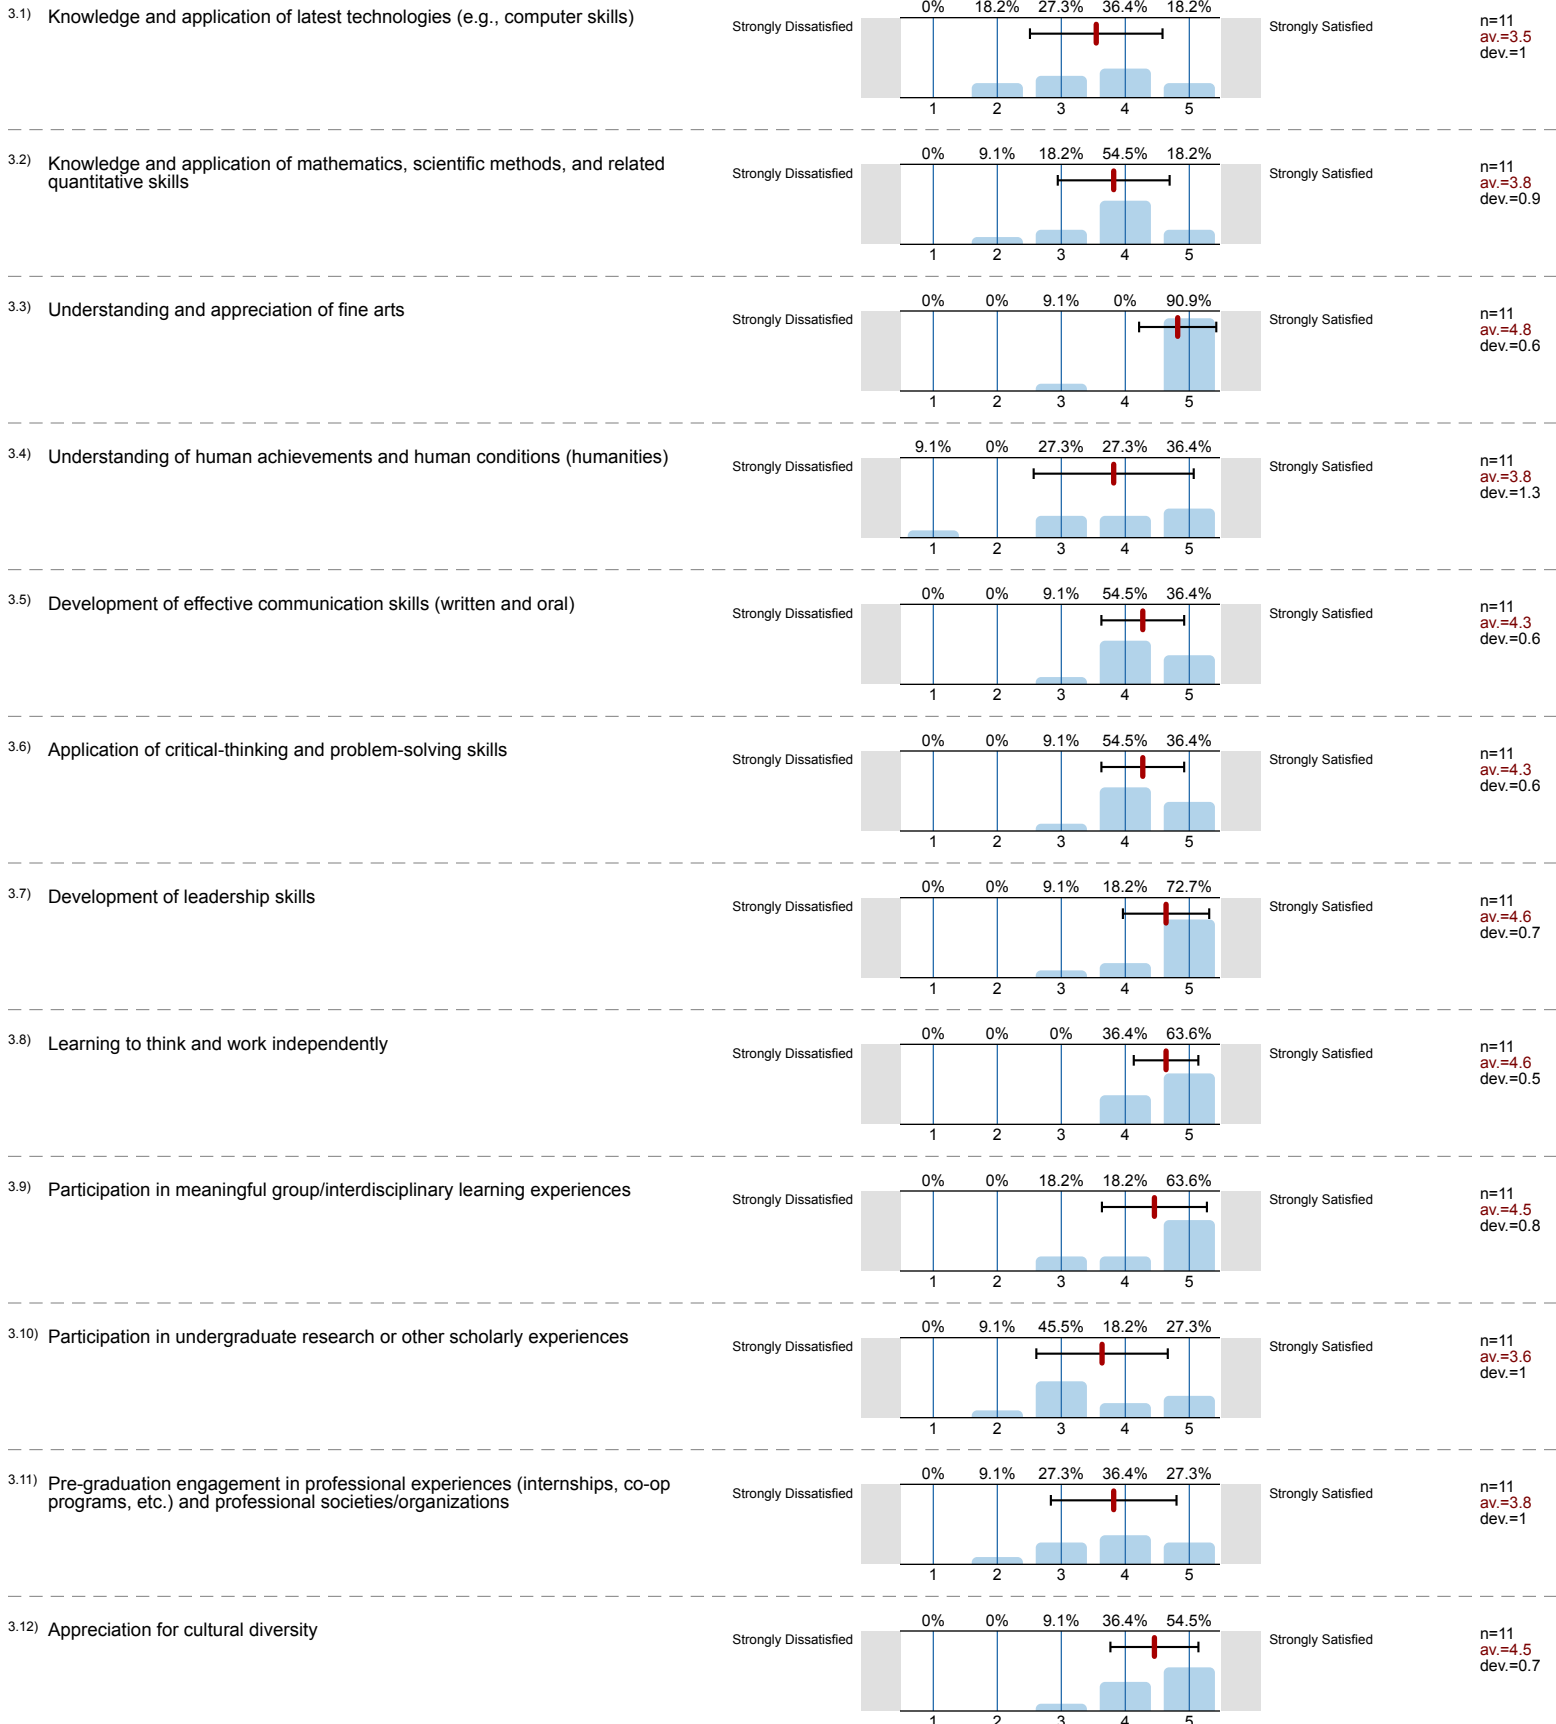 3.1) Knowledge and application of latest technologies (e.g., computer skills)
0% 18.2% 27.3% 36.4% 18.2%
Strongly Dissatisfied Strongly Satisfied
n=11
av.=3.5
dev.=1
1 2 3 4 5
3.2) Knowledge and application of mathematics, scientific methods, and related
quantitative skills
0% 9.1% 18.2% 54.5% 18.2%
Strongly Dissatisfied Strongly Satisfied
n=11
av.=3.8
dev.=0.9
1 2 3 4 5
3.3) Understanding and appreciation of fine arts
0% 0% 9.1% 0% 90.9%
Strongly Dissatisfied Strongly Satisfied
n=11
av.=4.8
dev.=0.6
1 2 3 4 5
3.4) Understanding of human achievements and human conditions (humanities)
9.1% 0% 27.3% 27.3% 36.4%
Strongly Dissatisfied Strongly Satisfied
n=11
av.=3.8
dev.=1.3
1 2 3 4 5
3.5) Development of effective communication skills (written and oral)
0% 0% 9.1% 54.5% 36.4%
Strongly Dissatisfied Strongly Satisfied
n=11
av.=4.3
dev.=0.6
1 2 3 4 5
3.6) Application of critical-thinking and problem-solving skills
0% 0% 9.1% 54.5% 36.4%
Strongly Dissatisfied Strongly Satisfied
n=11
av.=4.3
dev.=0.6
1 2 3 4 5
3.7) Development of leadership skills
0% 0% 9.1% 18.2% 72.7%
Strongly Dissatisfied Strongly Satisfied
n=11
av.=4.6
dev.=0.7
1 2 3 4 5
3.8) Learning to think and work independently
0% 0% 0% 36.4% 63.6%
Strongly Dissatisfied Strongly Satisfied
n=11
av.=4.6
dev.=0.5
1 2 3 4 5
3.9) Participation in meaningful group/interdisciplinary learning experiences
0% 0% 18.2% 18.2% 63.6%
Strongly Dissatisfied Strongly Satisfied
n=11
av.=4.5
dev.=0.8
1 2 3 4 5
3.10) Participation in undergraduate research or other scholarly experiences
0% 9.1% 45.5% 18.2% 27.3%
Strongly Dissatisfied Strongly Satisfied
n=11
av.=3.6
dev.=1
1 2 3 4 5
3.11) Pre-graduation engagement in professional experiences (internships, co-op
programs, etc.) and professional societies/organizations
0% 9.1% 27.3% 36.4% 27.3%
Strongly Dissatisfied Strongly Satisfied
n=11
av.=3.8
dev.=1
1 2 3 4 5
3.12) Appreciation for cultural diversity
0% 0% 9.1% 36.4% 54.5%
Strongly Dissatisfied Strongly Satisfied
n=11
av.=4.5
dev.=0.7
1 2 3 4 5